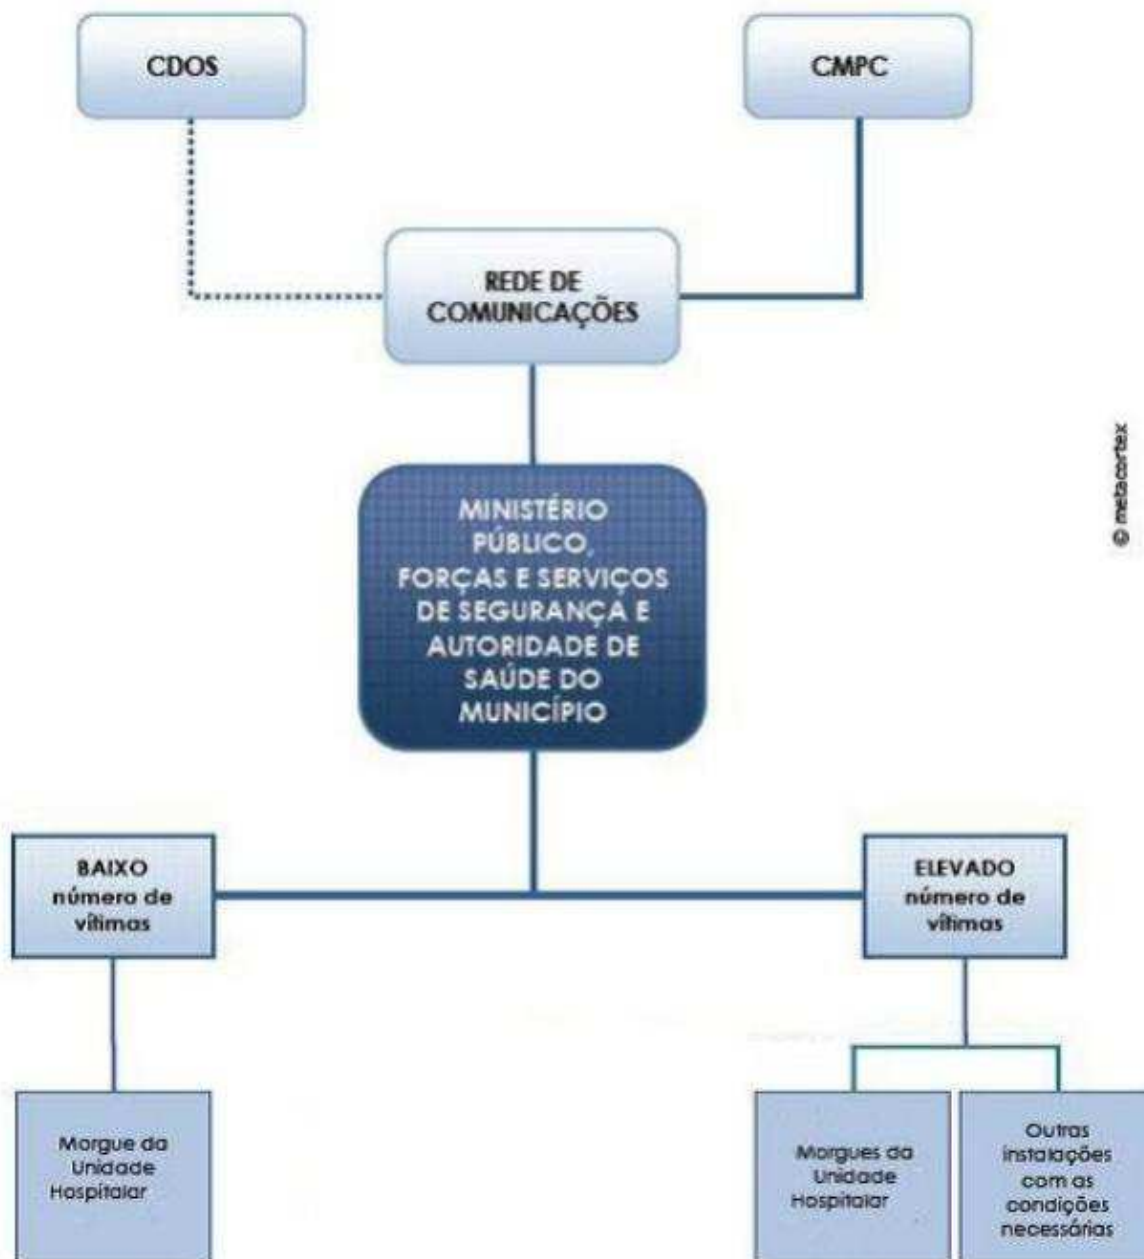 CDOS
CMPC
REDE DE
COMUNICAÇÕES
© metacortex
MINISTÉRIO
PÚBLICO,
FORÇAS E SERVIÇOS
DE SEGURANÇA E
AUTORIDADE DE
SAÚDE DO
MUNICÍPIO
BAIXO
número de
vítimas
ELEVADO
número de
vítimas
Morgue da
Unidade
Hospitalar
Morgues da
Unidade
Hospitalar
Outras
instalações
com as
condições
necessárias